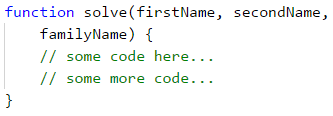 function solve(firstName, secondName,
    familyName) {
    // some code here...
    // some more code...
}